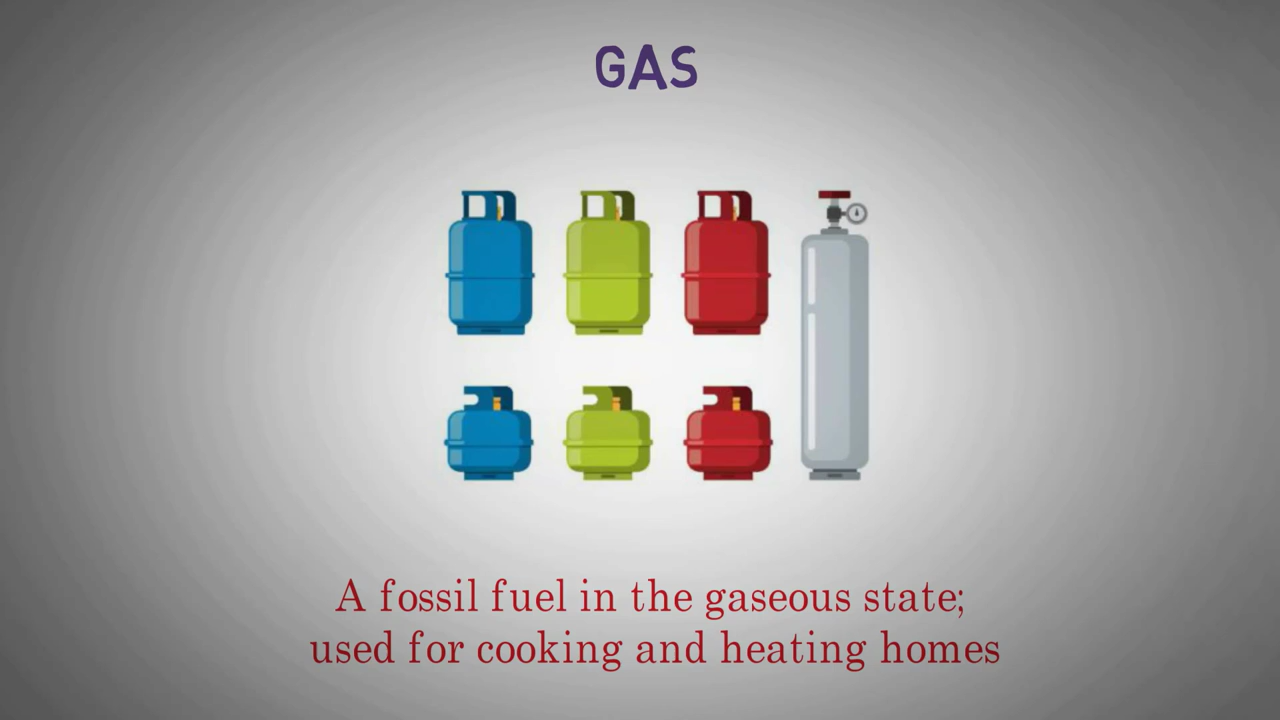 GAS
A fossil fuel in the gaseous state;
used for cooking and heating homes